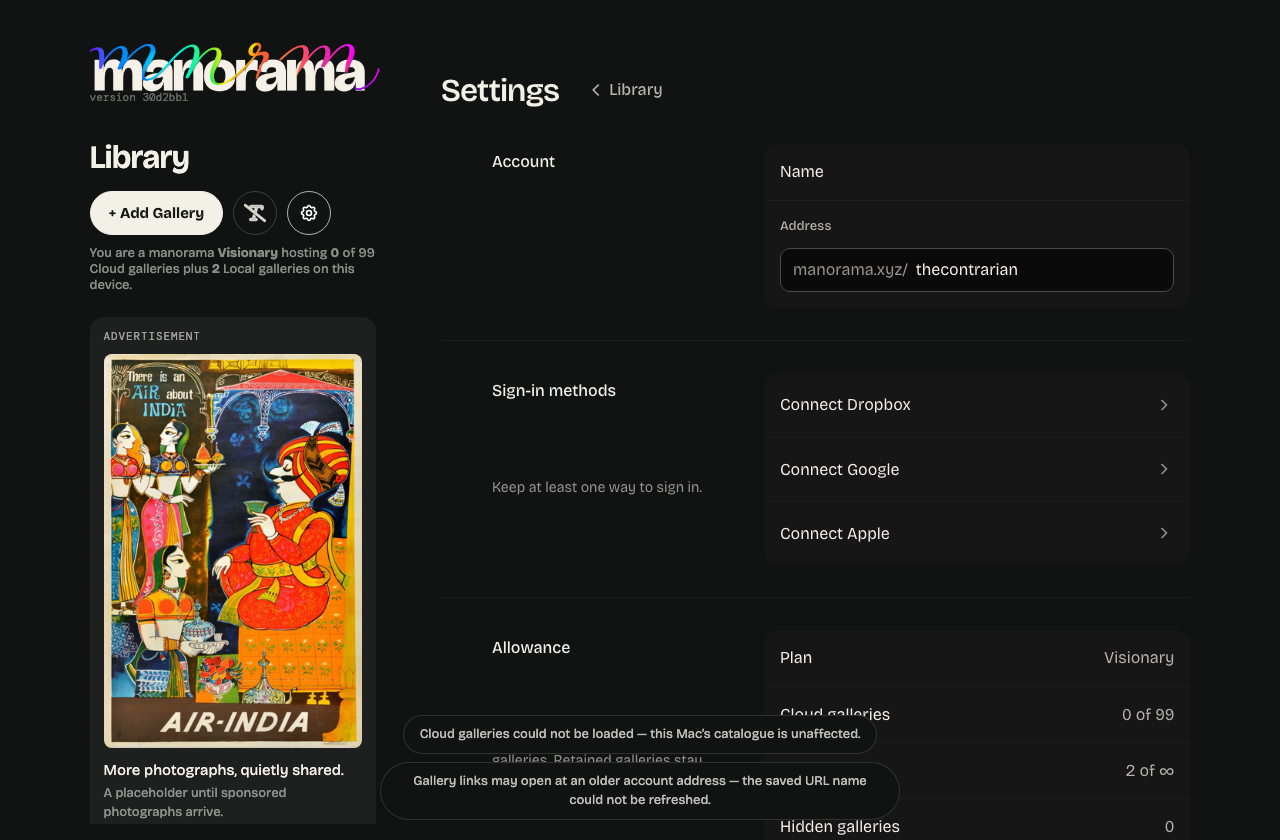 manorama
version 30d2bb1
Library
+ Add Gallery
You are a manorama Visionary hosting 0 of 99
Cloud galleries plus 2 Local galleries on this
device.
ADVERTISEMENT
There is an
AIR about
INDIA
AIR-INDIA
More photographs, quietly shared.
A placeholder until sponsored
photographs arrive.
Settings
Library
Account
Name
Address
manorama.xyz/ thecontrarian
Sign-in methods
Keep at least one way to sign in.
Connect Dropbox
Connect Google
Connect Apple
Allowance
galleries. Retained galleries stay
Plan Visionary
Cloud galleries 0 of 99
2 of ∞
Hidden galleries 0
Cloud galleries could not be loaded — this Mac's catalogue is unaffected.
Gallery links may open at an older account address — the saved URL name
could not be refreshed.